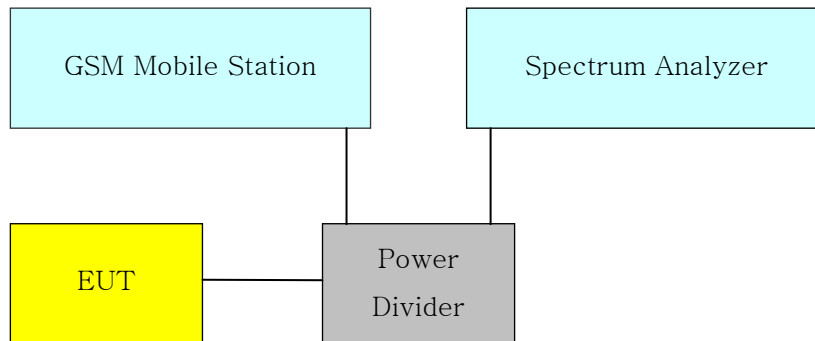 GSM Mobile Station
Spectrum Analyzer
EUT
Power
Divider